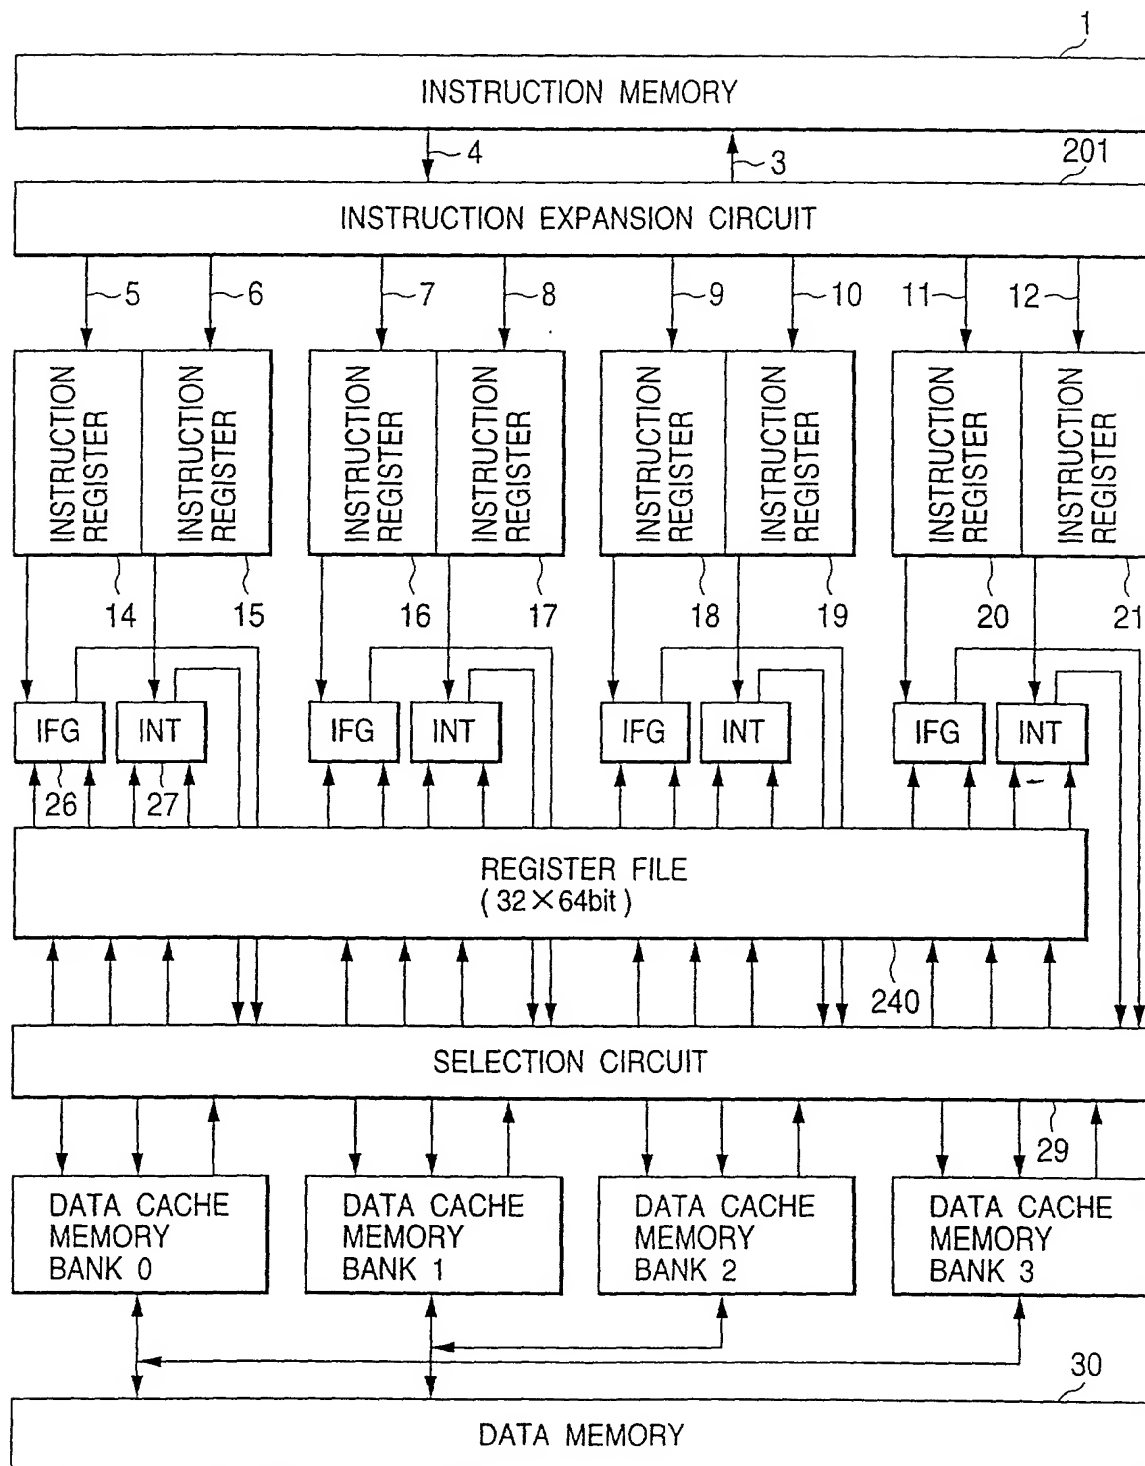 1
INSTRUCTION MEMORY
4
3
201
INSTRUCTION EXPANSION CIRCUIT
5
6
7
8
9
10
11
12
INSTRUCTION
REGISTER
INSTRUCTION
REGISTER
INSTRUCTION
REGISTER
INSTRUCTION
REGISTER
INSTRUCTION
REGISTER
INSTRUCTION
REGISTER
INSTRUCTION
REGISTER
INSTRUCTION
REGISTER
14
15
16
17
18
19
20
21
IFG
INT
IFG
INT
IFG
INT
IFG
INT
26
27
REGISTER FILE
(32×64bit)
240
SELECTION CIRCUIT
29
DATA CACHE
MEMORY
BANK 0
DATA CACHE
MEMORY
BANK 1
DATA CACHE
MEMORY
BANK 2
DATA CACHE
MEMORY
BANK 3
30
DATA MEMORY